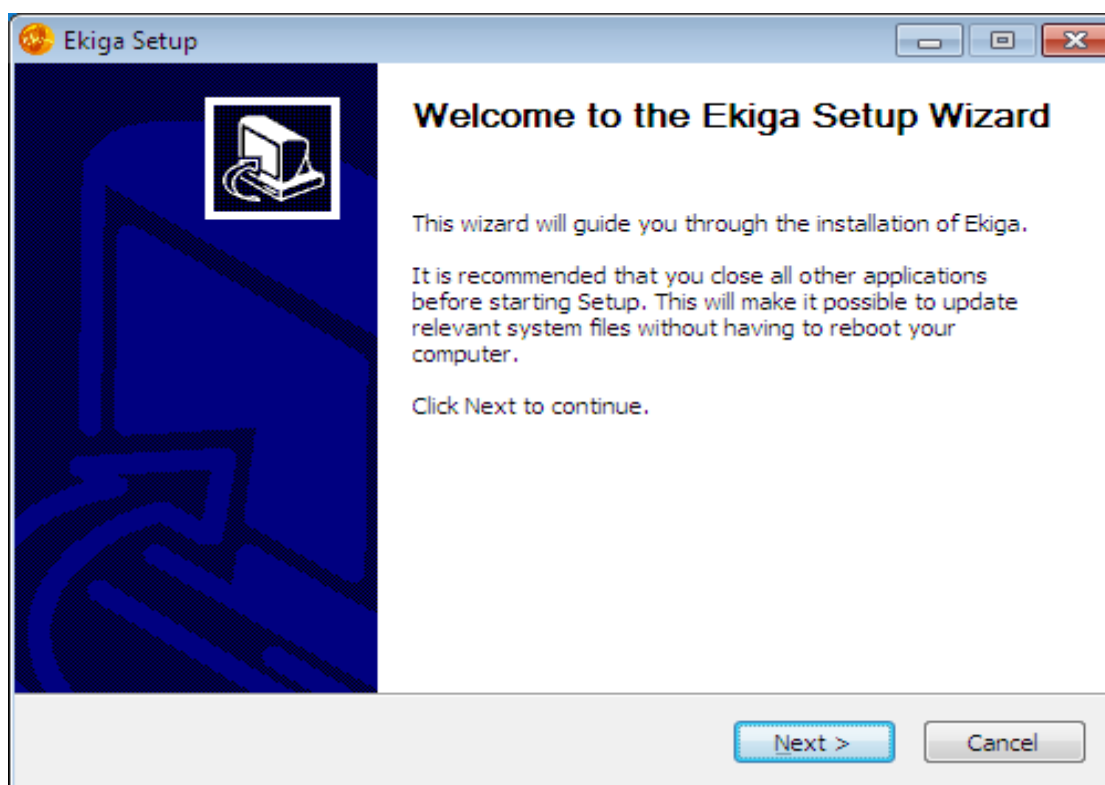 Ekiga Setup
Welcome to the Ekiga Setup Wizard
This wizard will guide you through the installation of Ekiga.
It is recommended that you close all other applications
before starting Setup. This will make it possible to update
relevant system files without having to reboot your
computer.
Click Next to continue.
Next >
Cancel